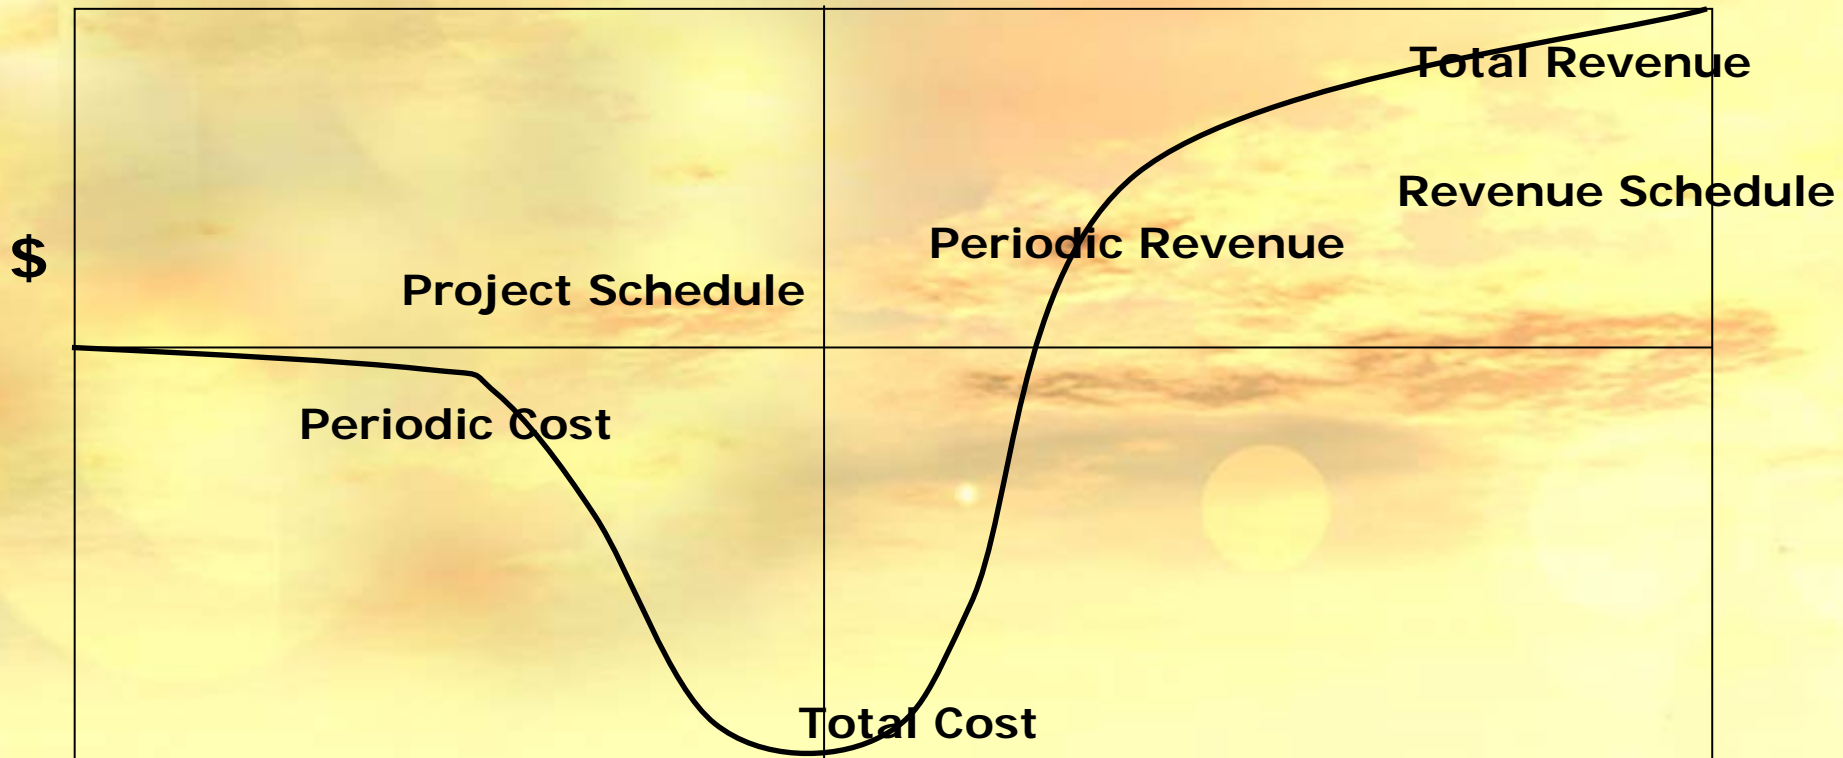 Total Revenue
Revenue Schedule
Periodic Revenue
$
Project Schedule
Periodic Cost
Total Cost